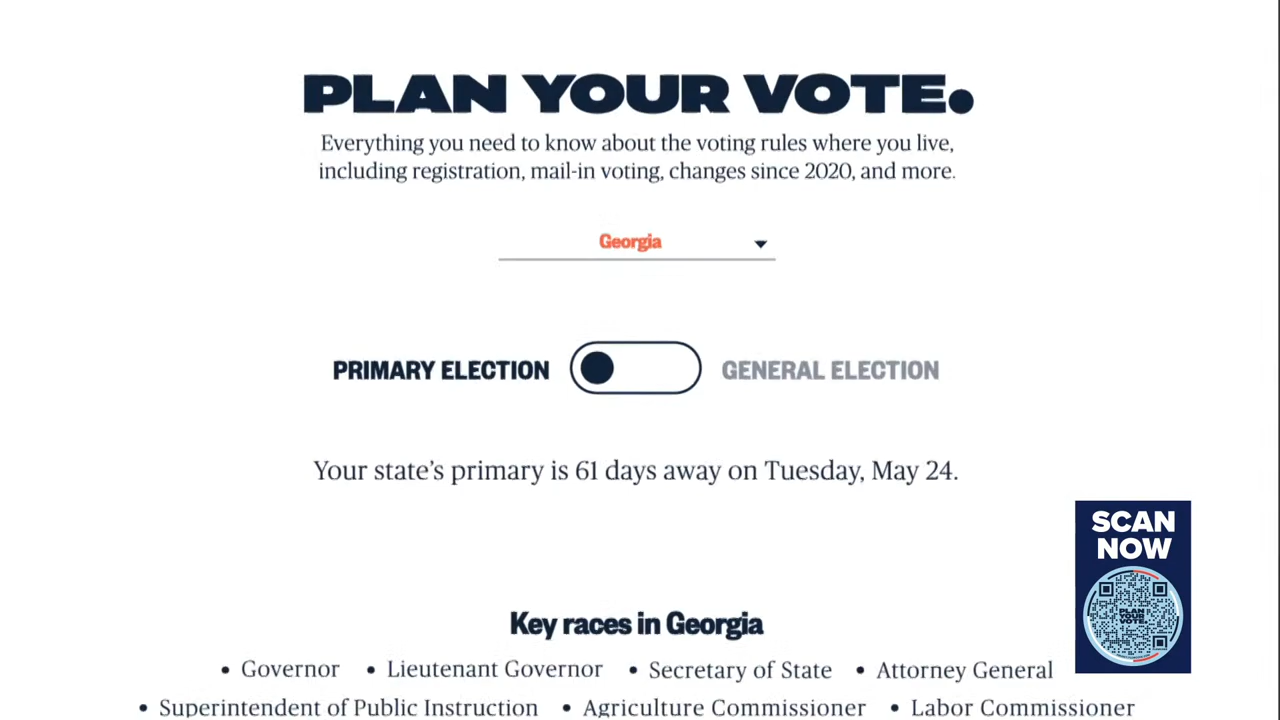 PLAN YOUR VOTE.
Everything you need to know about the voting rules where you live,
including registration, mail-in voting, changes since 2020, and more.
Georgia
PRIMARY ELECTION GENERAL ELECTION
Your state's primary is 61 days away on Tuesday, May 24.
SCAN
NOW
PLAN
YOUR
VOTE.
Key races in Georgia
• Governor • Lieutenant Governor • Secretary of State • Attorney General
• Superintendent of Public Instruction • Agriculture Commissioner • Labor Commissioner